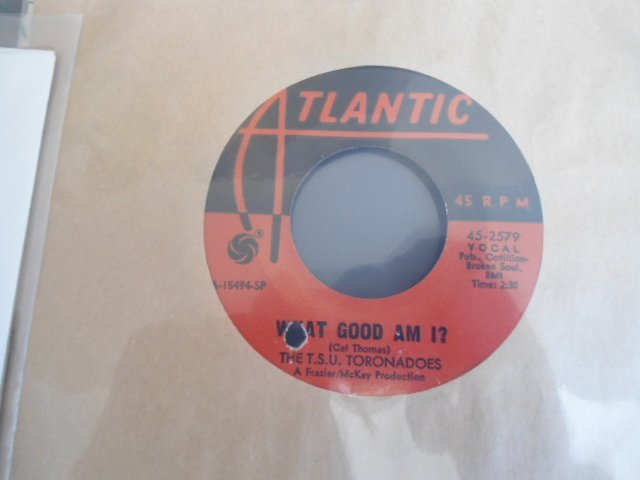 ATLANTIC
45 R.P.M.
®
45-2579
VOCAL
Pub., Cotillion-
Broken Soul,
BMI
Time: 2:30
A-15494-SP
WHAT GOOD AM I?
(Cal Thomas)
THE T.S.U. TORONADOES
A Frazier/McKay Production